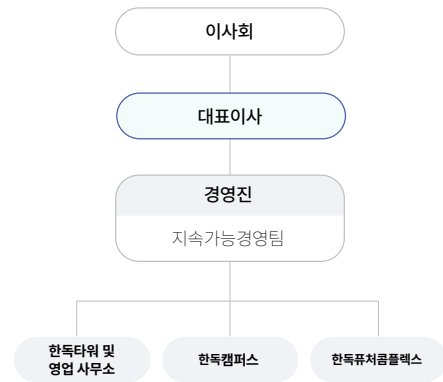 이사회
대표이사
경영진
지속가능경영팀
한독타워 및
영업 사무소
한독캠퍼스
한독퓨처콤플렉스